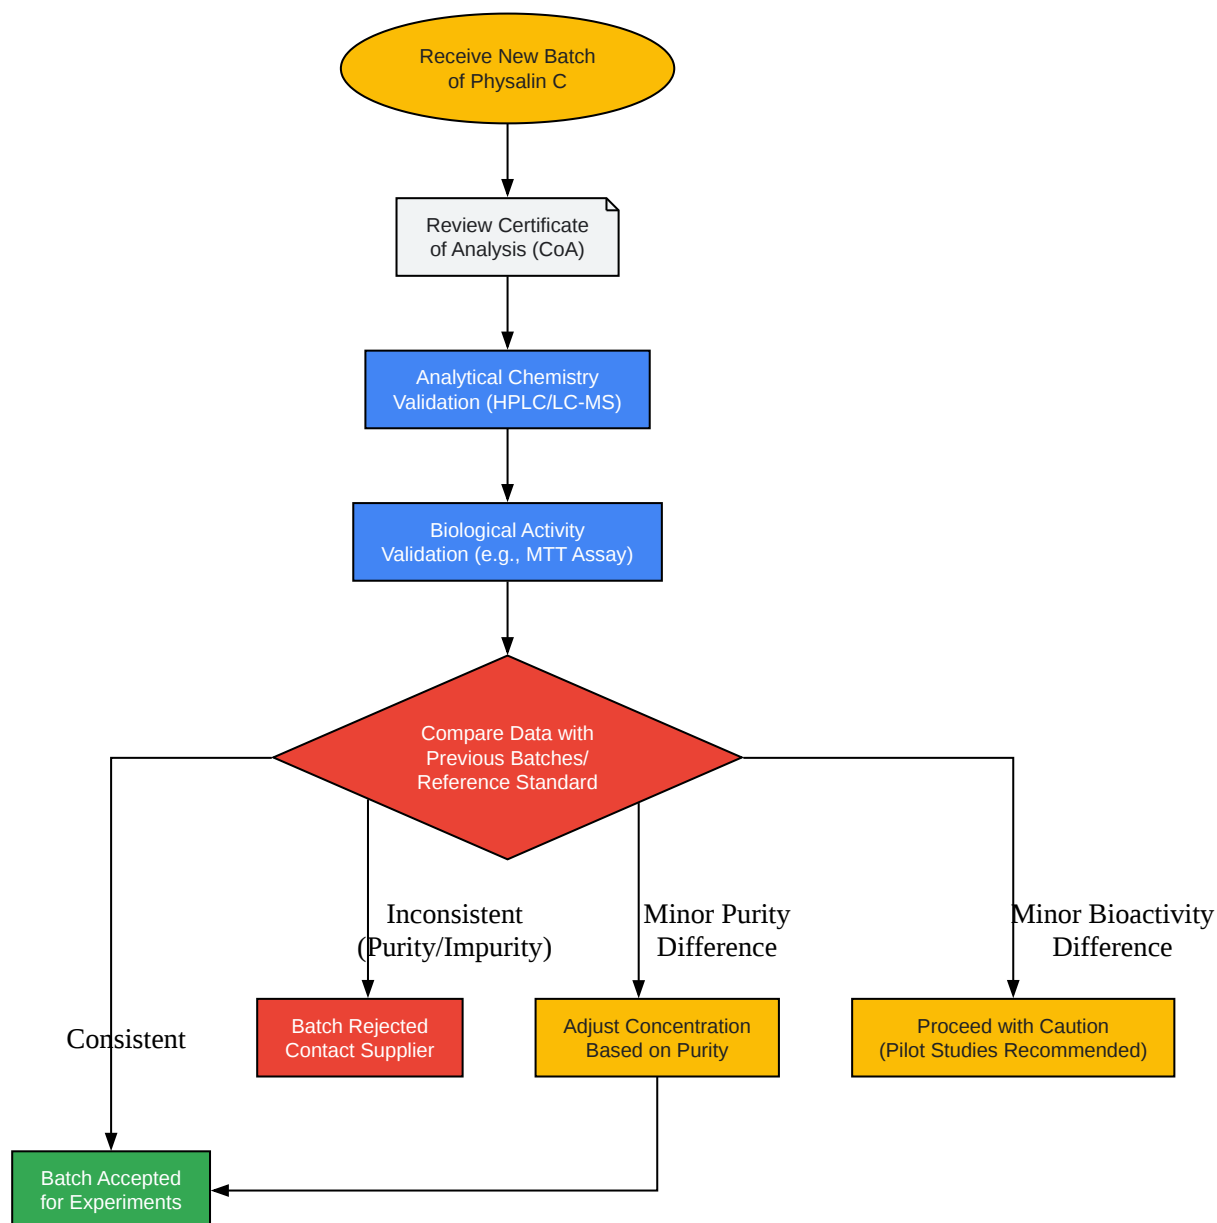 Receive New Batch
of Physalin C
Review Certificate
of Analysis (CoA)
Analytical Chemistry
Validation (HPLC/LC-MS)
Biological Activity
Validation (e.g., MTT Assay)
Compare Data with
Previous Batches/
Reference Standard
Inconsistent
(Purity/Impurity)
Minor Purity
Difference
Minor Bioactivity
Difference
Consistent
Batch Rejected
Contact Supplier
Adjust Concentration
Based on Purity
Proceed with Caution
(Pilot Studies Recommended)
Batch Accepted
for Experiments